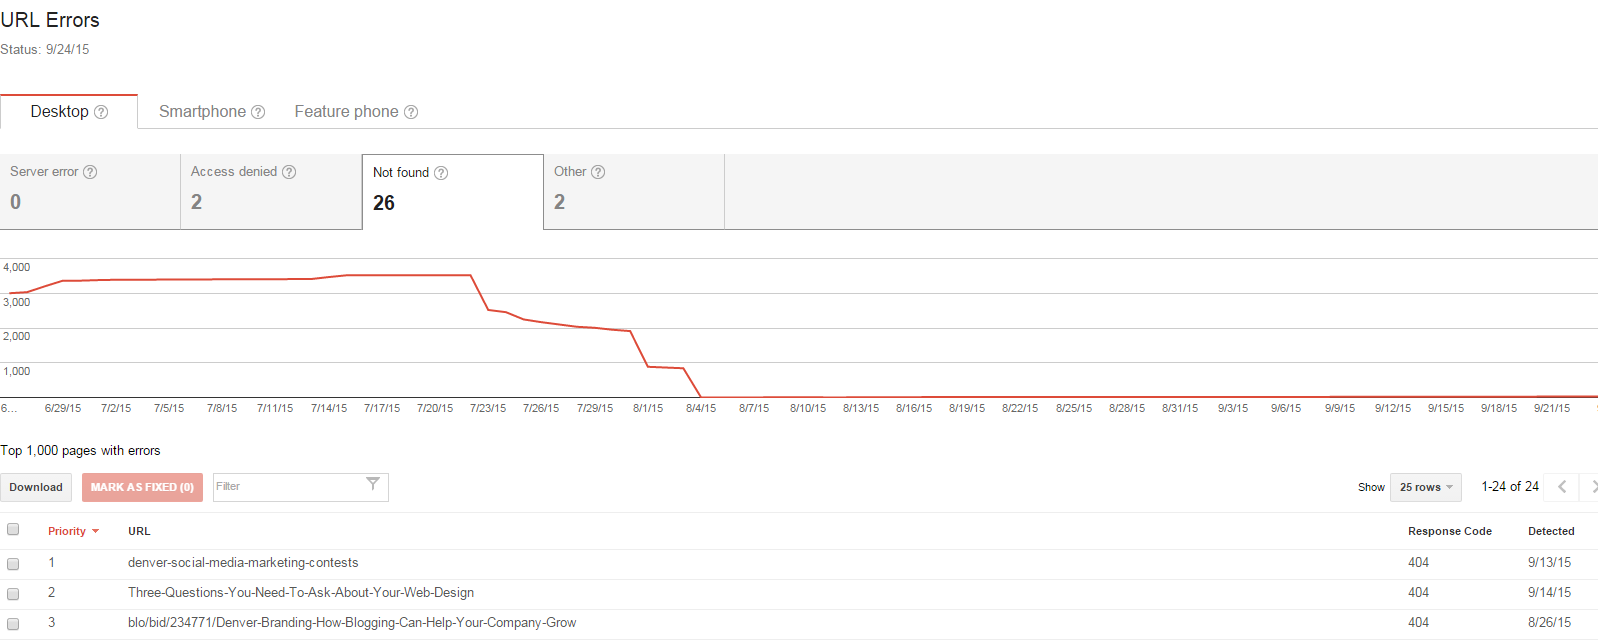 URL Errors
Status: 9/24/15
Desktop Smartphone Feature phone
Server error Access denied Not found Other
0 2 26 2
4,000
3,000
2,000
1,000
6... 6/29/15 7/2/15 7/5/15 7/8/15 7/11/15 7/14/15 7/17/15 7/20/15 7/23/15 7/26/15 7/29/15 8/1/15 8/4/15 8/7/15 8/10/15 8/13/15 8/16/15 8/19/15 8/22/15 8/25/15 8/28/15 8/31/15 9/3/15 9/6/15 9/9/15 9/12/15 9/15/15 9/18/15 9/21/15
Top 1,000 pages with errors
Download MARK AS FIXED (0) Filter Show 25 rows 1-24 of 24
Priority URL Response Code Detected
1 denver-social-media-marketing-contests 404 9/13/15
2 Three-Questions-You-Need-To-Ask-About-Your-Web-Design 404 9/14/15
3 blo/bid/234771/Denver-Branding-How-Blogging-Can-Help-Your-Company-Grow 404 8/26/15